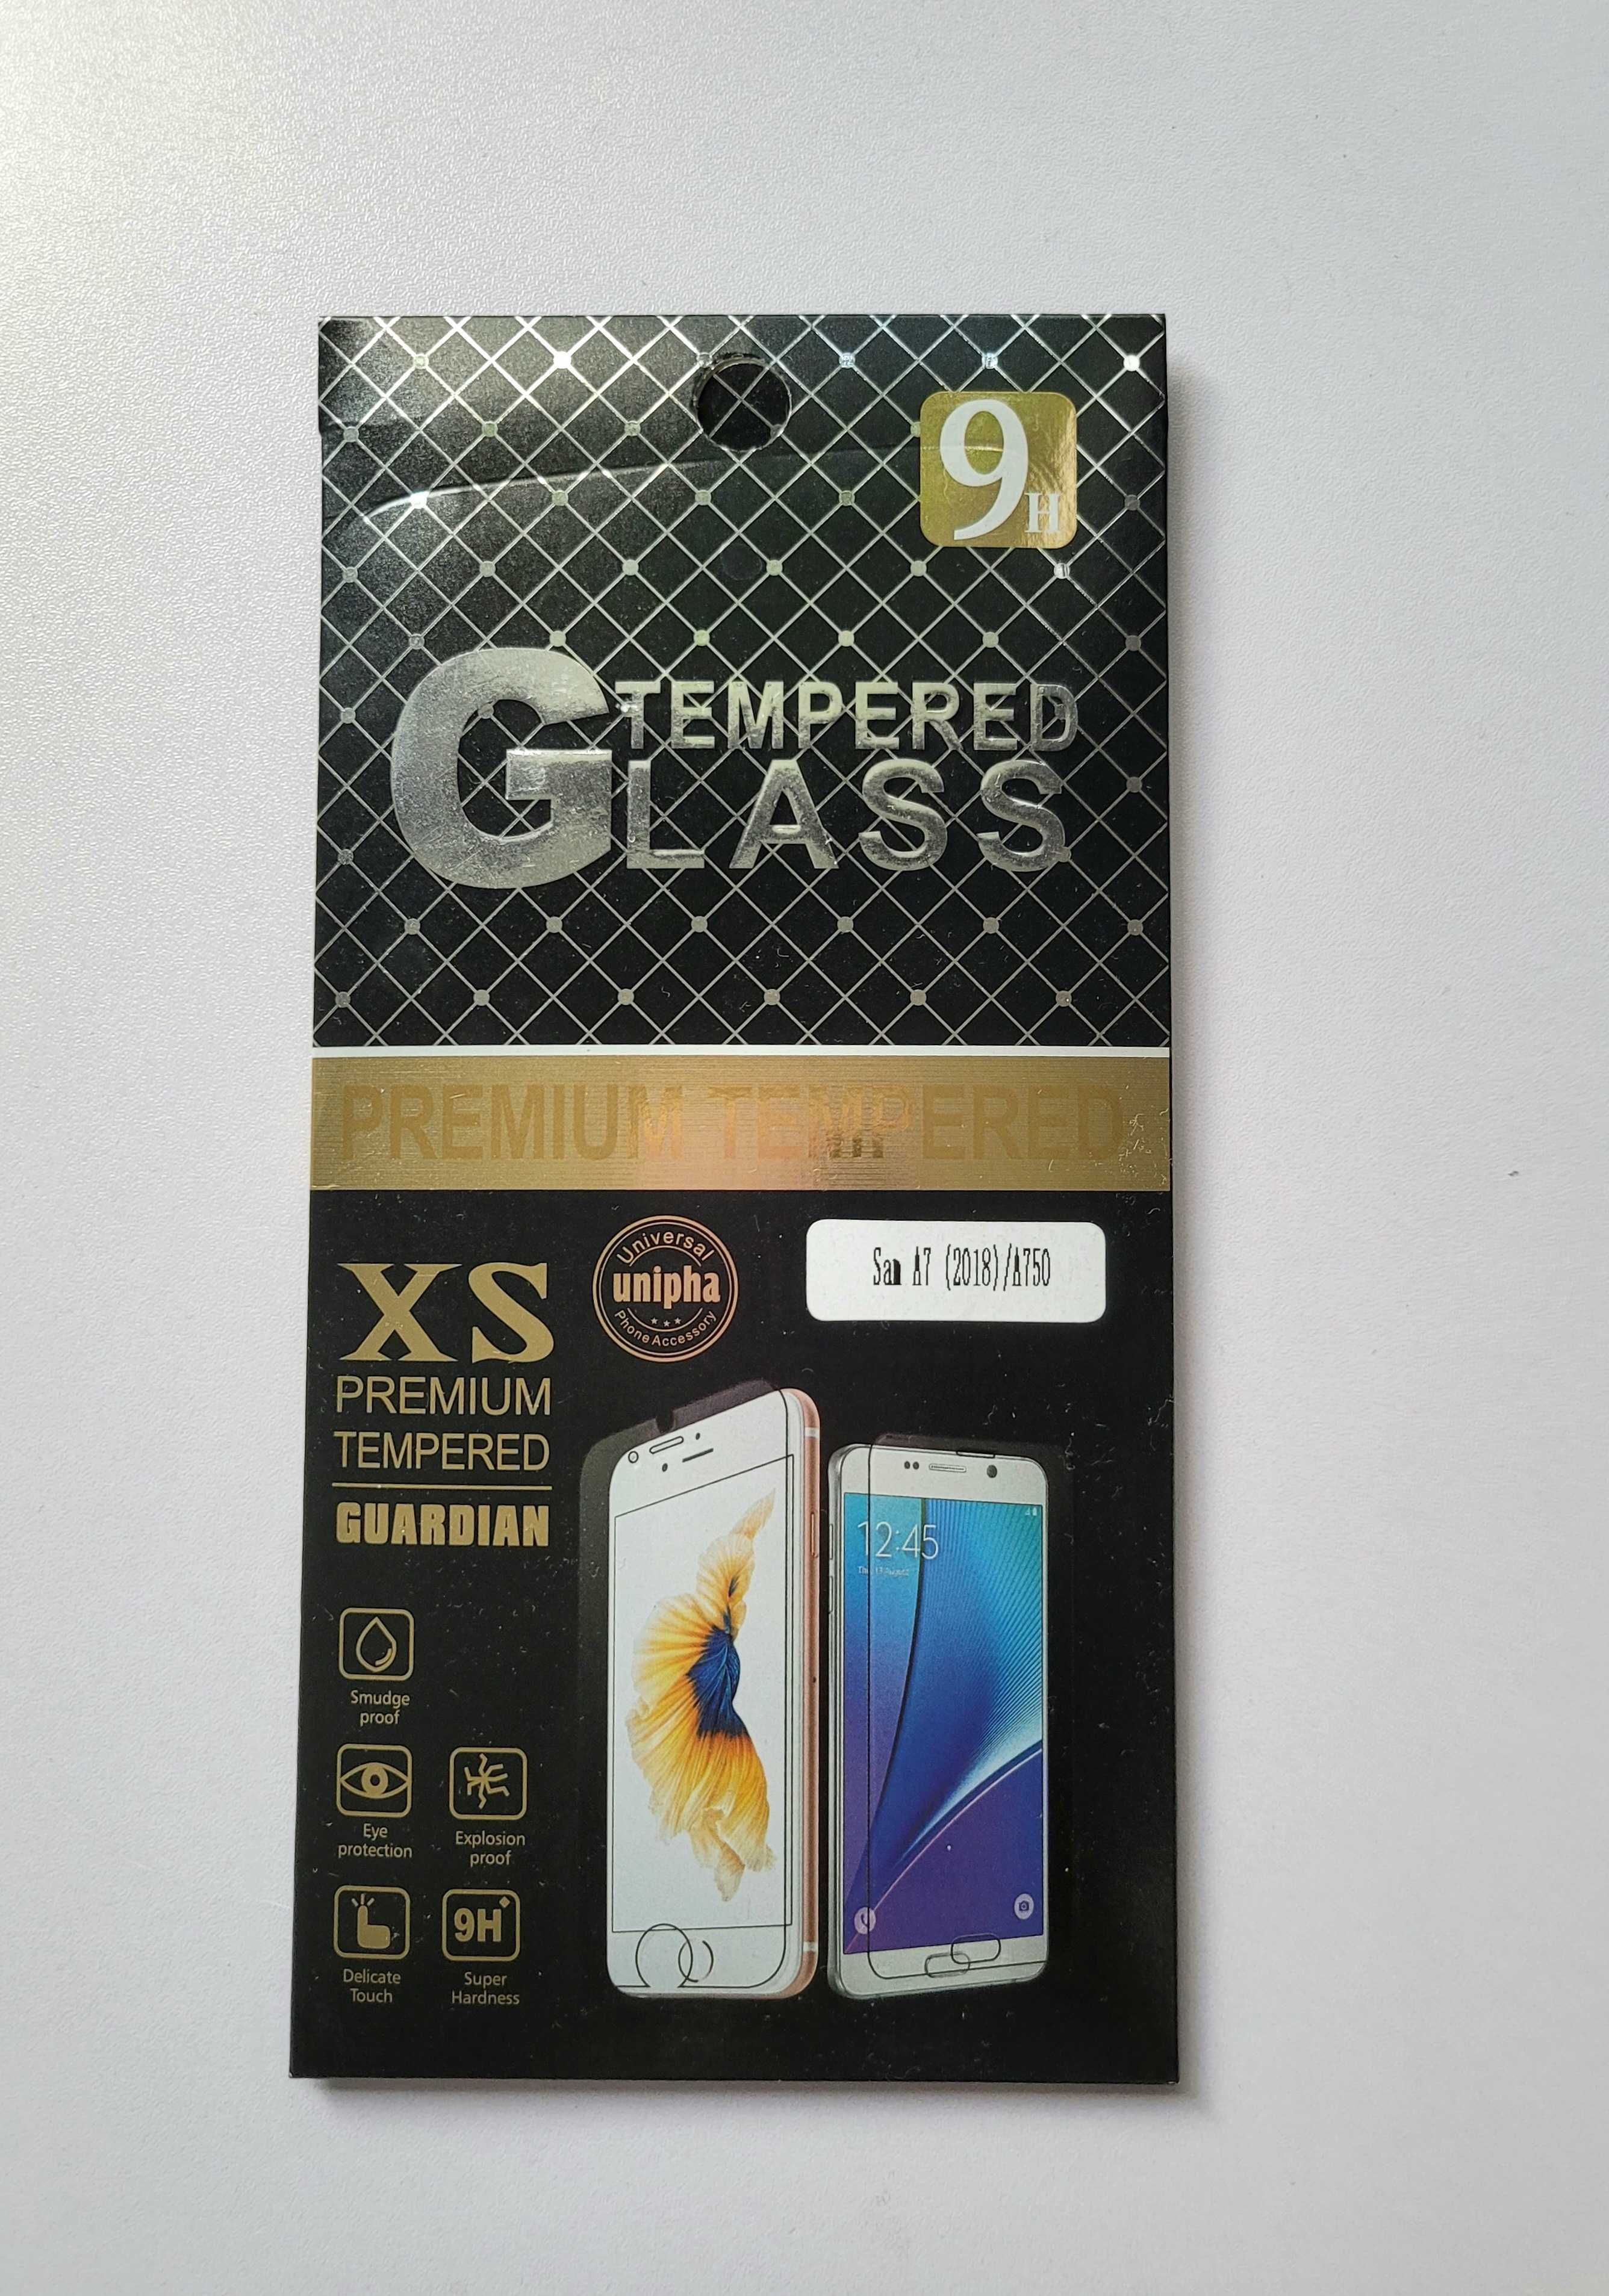 9H
TEMPERED
GLASS
PREMIUM TEMPERED
Universal
unipha
Phone Accessory
Sam A7 (2018)/A750
XS
PREMIUM
TEMPERED
GUARDIAN
12:45
Smudge
proof
Eye
protection
Explosion
proof
Delicate
Touch
9H
Super
Hardness